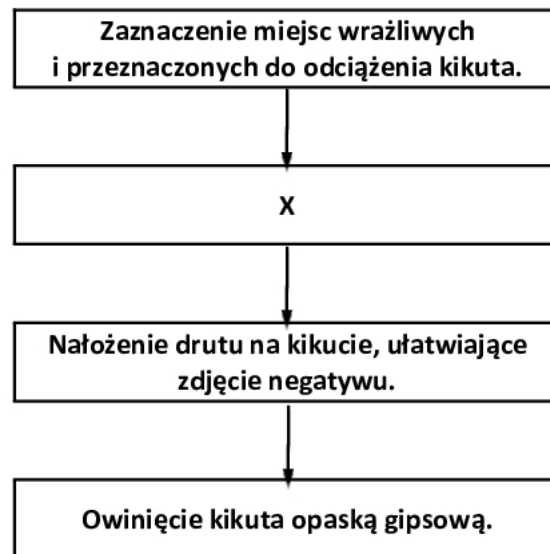 Zaznaczenie miejsc wrażliwych
i przeznaczonych do odciążenia kikuta.
X
Nałożenie drutu na kikucie, ułatwiające
zdjęcie negatywu.
Owinięcie kikuta opaską gipsową.